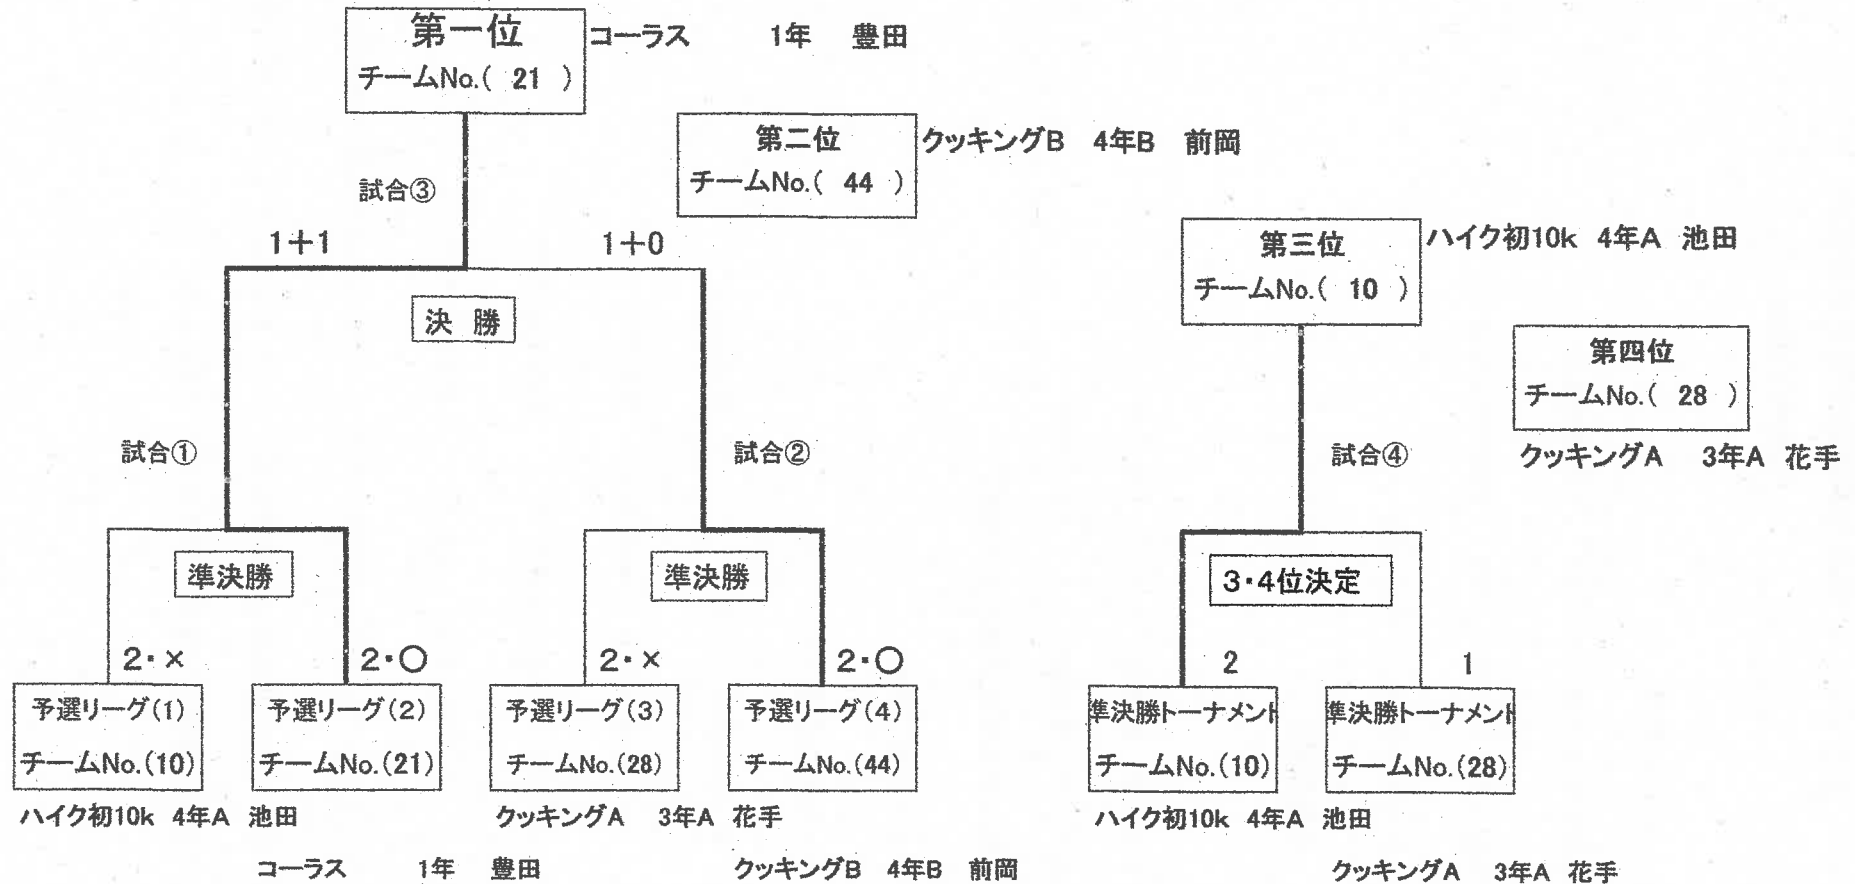 第一位 コーラス 1年 豊田
チームNo.( 21 )
第二位 クッキングB 4年B 前岡
チームNo.( 44 )
試合③
1+1 1+0
決 勝
第三位 ハイク初10k 4年A 池田
チームNo.( 10 )
第四位
チームNo.( 28 )
クッキングA 3年A 花手
試合① 試合② 試合④
準決勝 準決勝 3・4位決定
2・× 2・○ 2・× 2・○ 2 1
予選リーグ(1) 予選リーグ(2) 予選リーグ(3) 予選リーグ(4) 準決勝トーナメント 準決勝トーナメント
チームNo.(10) チームNo.(21) チームNo.(28) チームNo.(44) チームNo.(10) チームNo.(28)
ハイク初10k 4年A 池田 クッキングA 3年A 花手 ハイク初10k 4年A 池田
コーラス 1年 豊田 クッキングB 4年B 前岡 クッキングA 3年A 花手